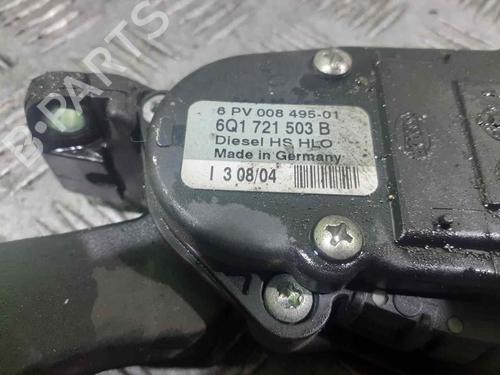 B-Parts
6 PV 008 495-01
6Q1 721 503 B
Diesel HS HLO
Made in Germany
I 3 08/04